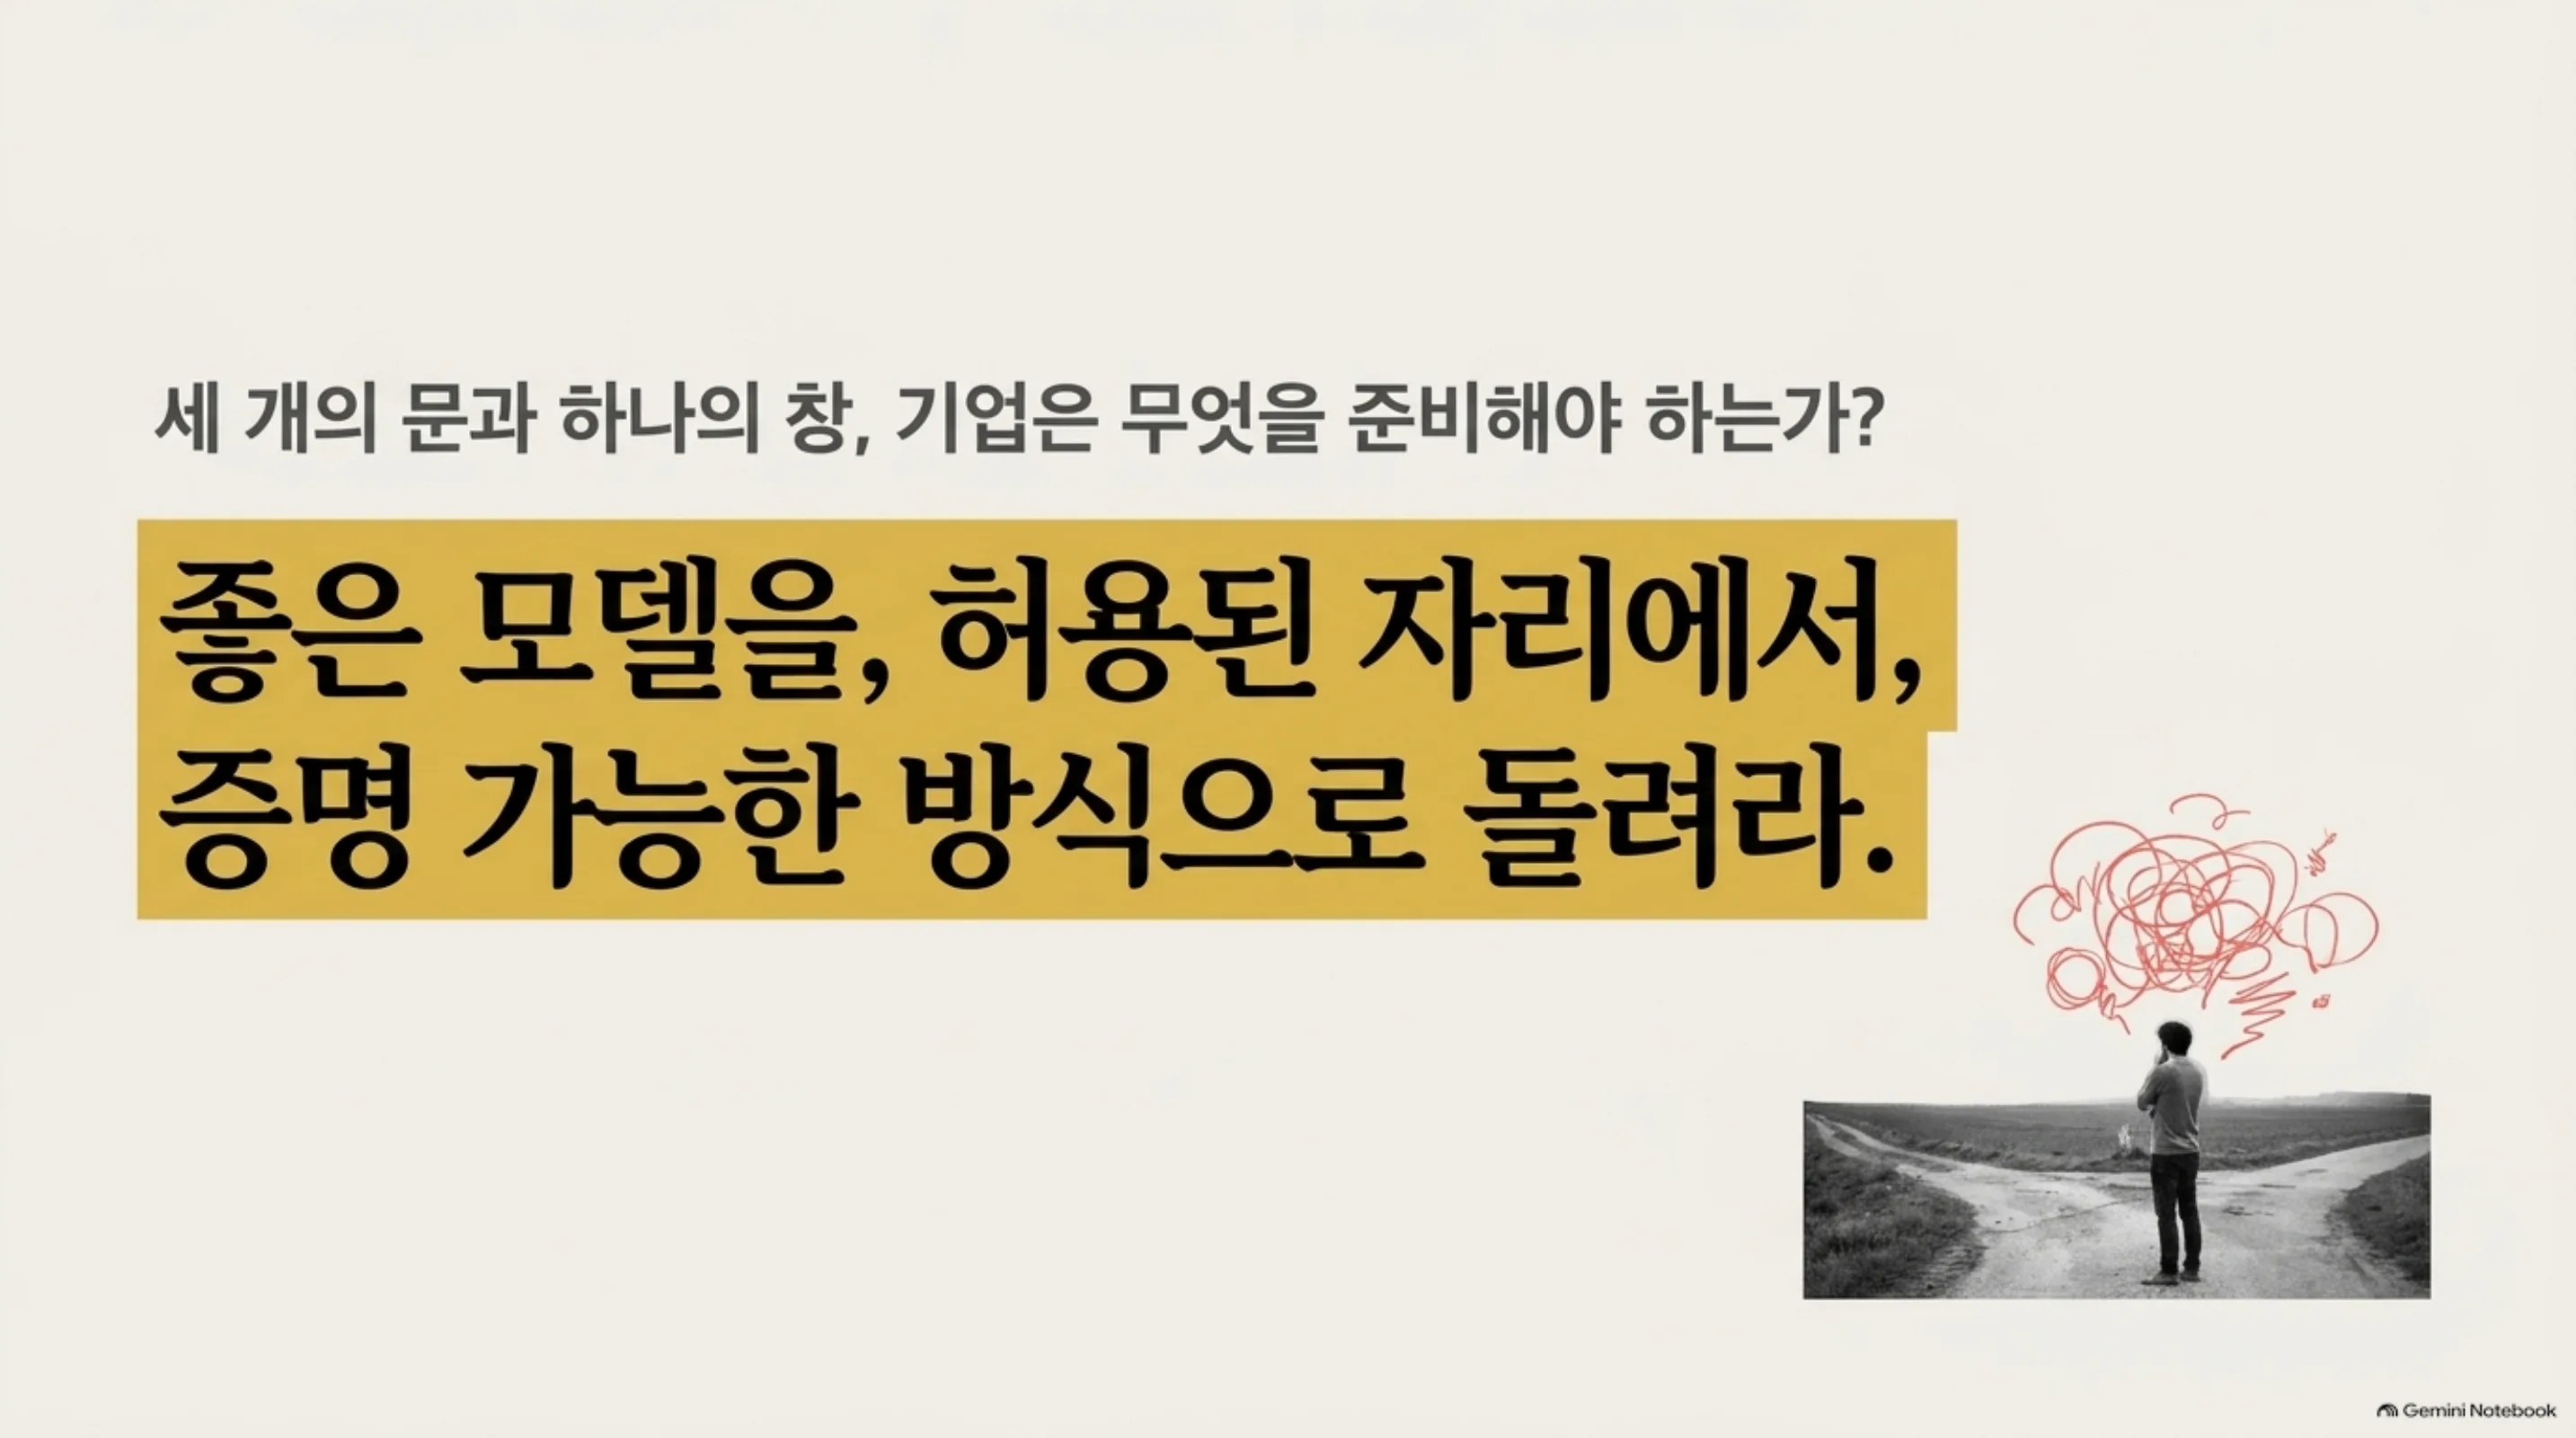 세 개의 문과 하나의 창, 기업은 무엇을 준비해야 하는가?
좋은 모델을, 허용된 자리에서,
증명 가능한 방식으로 돌려라.
Gemini Notebook